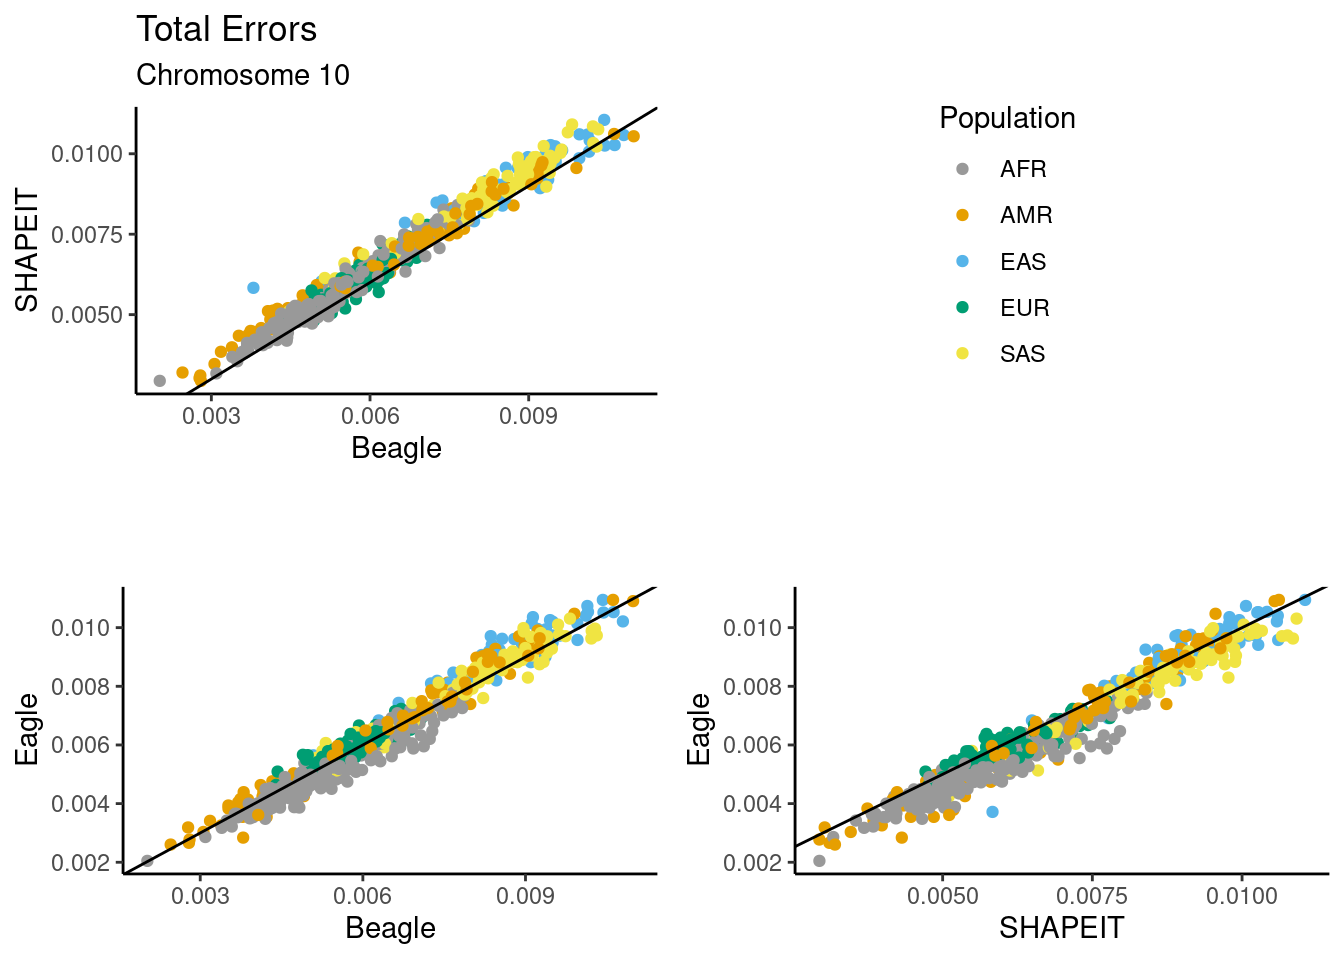 Total Errors
Chromosome 10
SHAPEIT
0.0100
0.0075
0.0050
0.003 0.006 0.009
Beagle
Population
AFR
AMR
EAS
EUR
SAS
Eagle
0.010
0.008
0.006
0.004
0.002
0.003 0.006 0.009
Beagle
Eagle
0.010
0.008
0.006
0.004
0.002
0.0050 0.0075 0.0100
SHAPEIT